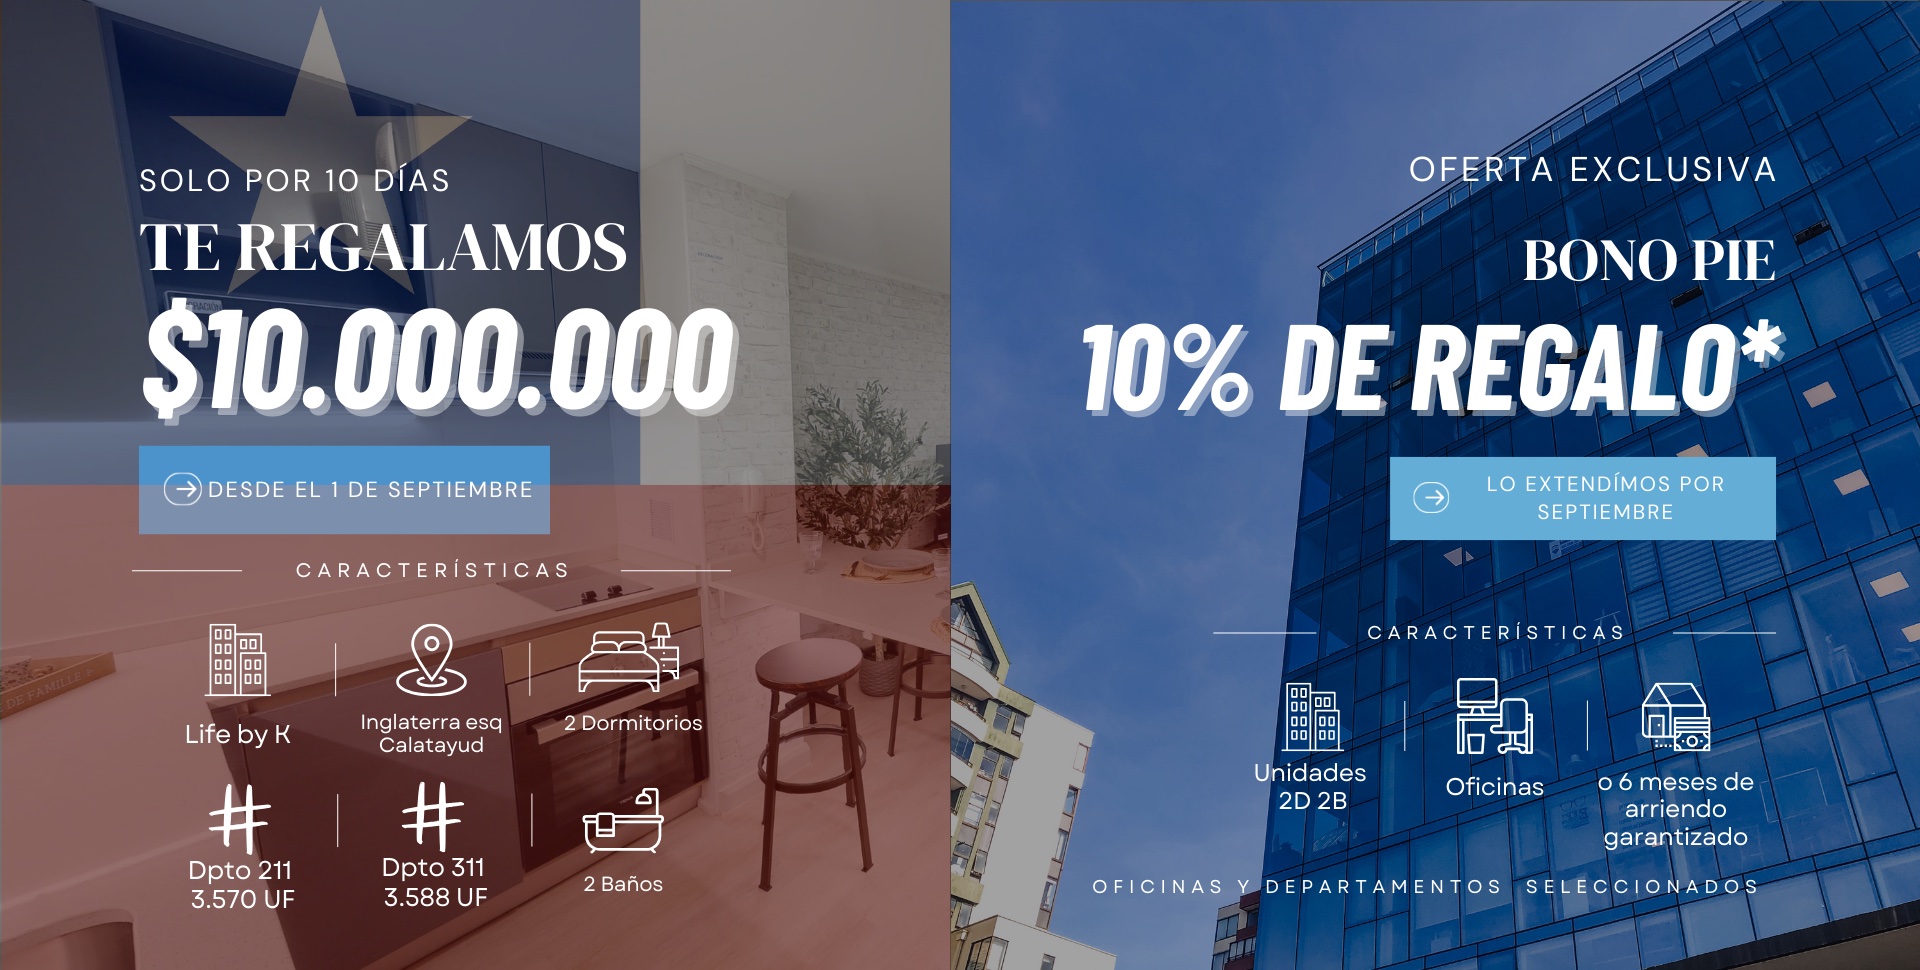 SOLO POR 10 DÍAS
TE REGALAMOS
$10.000.000
DESDE EL 1 DE SEPTIEMBRE
CARACTERÍSTICAS
Life by K
Inglaterra esq
Calatayud
2 Dormitorios
Dpto 211
3.570 UF
Dpto 311
3.588 UF
2 Baños
OFERTA EXCLUSIVA
BONO PIE
10% DE REGALO*
LO EXTENDÍMOS POR
SEPTIEMBRE
CARACTERÍSTICAS
Unidades
2D 2B
Oficinas
o 6 meses de
arriendo
garantizado
OFICINAS Y DEPARTAMENTOS SELECCIONADOS